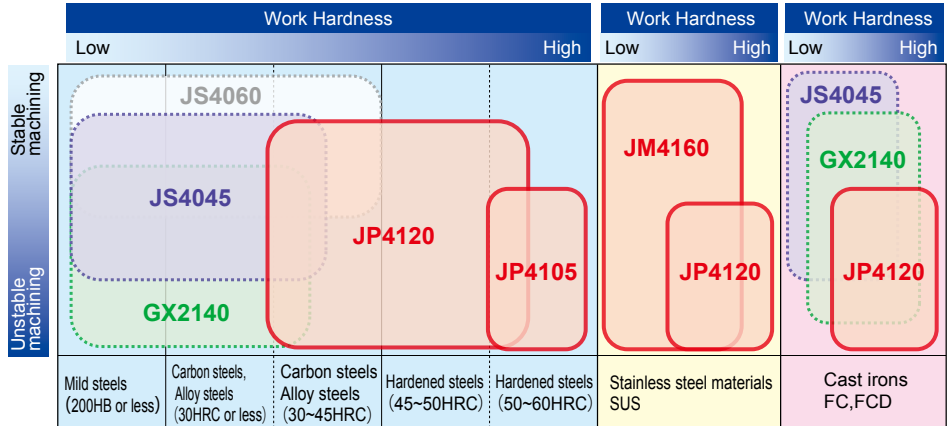 Work Hardness
Low
High
Work Hardness
Low
High
Work Hardness
Low
High
Stable
machining
Unstable
machining
JS4060
JS4045
GX2140
JP4120
JP4105
JM4160
JP4120
JS4045
GX2140
JP4120
Mild steels
(200HB or less)
Carbon steels,
Alloy steels
(30HRC or less)
Carbon steels
Alloy steels
(30~45HRC)
Hardened steels
(45~50HRC)
Hardened steels
(50~60HRC)
Stainless steel materials
SUS
Cast irons
FC,FCD